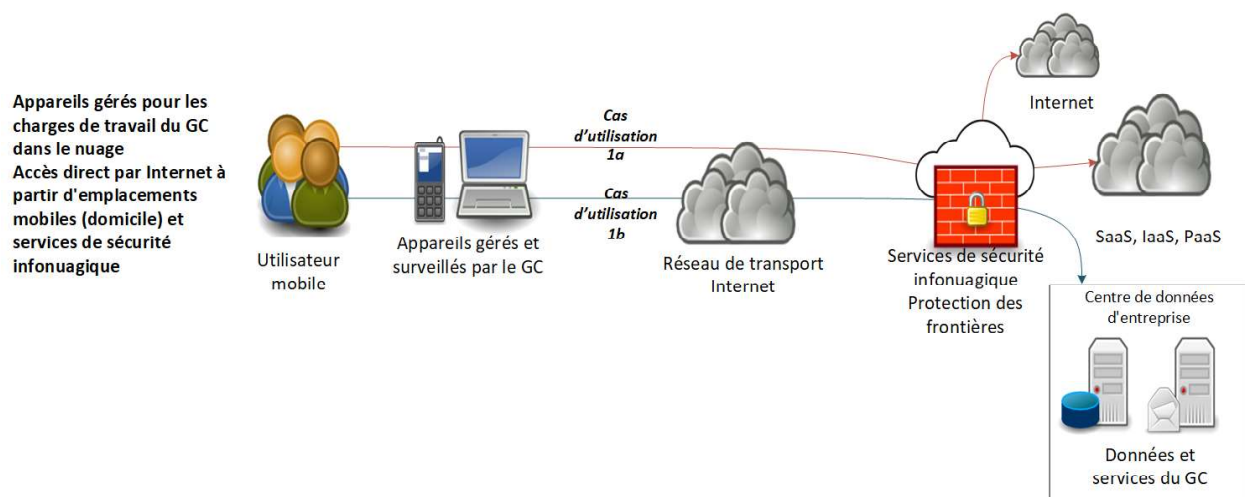 Appareils gérés pour les
charges de travail du GC
dans le nuage
Accès direct par Internet à
partir d'emplacements
mobiles (domicile) et
services de sécurité
infonuagique
Utilisateur
mobile
Appareils gérés et
surveillés par le GC
Cas
d'utilisation
1a
Cas
d'utilisation
1b
Réseau de transport
Internet
Services de sécurité
infonuagique
Protection des
frontières
Internet
SaaS, IaaS, PaaS
Centre de données
d'entreprise
Données et
services du GC